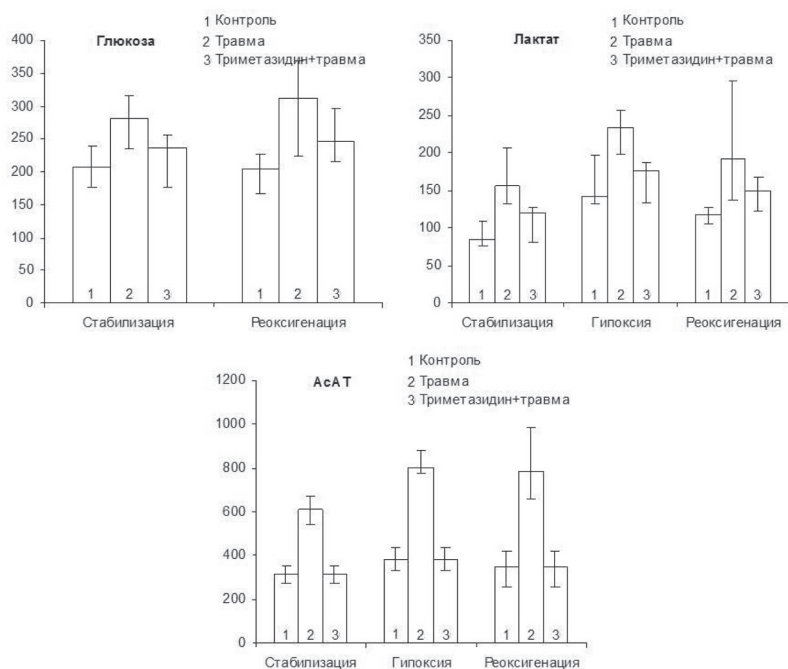 Глюкоза
1 Контроль
2 Травма
3 Триметазидин+травма
400
350
300
250
200
150
100
50
0
1 2 3 1 2 3
Стабилизация Реоксигенация
Лактат
1 Контроль
2 Травма
3 Триметазидин+травма
350
300
250
200
150
100
50
0
1 2 3 1 2 3 1 2 3
Стабилизация Гипоксия Реоксигенация
АсАТ
1 Контроль
2 Травма
3 Триметазидин+травма
1200
1000
800
600
400
200
0
1 2 3 1 2 3 1 2 3
Стабилизация Гипоксия Реоксигенация